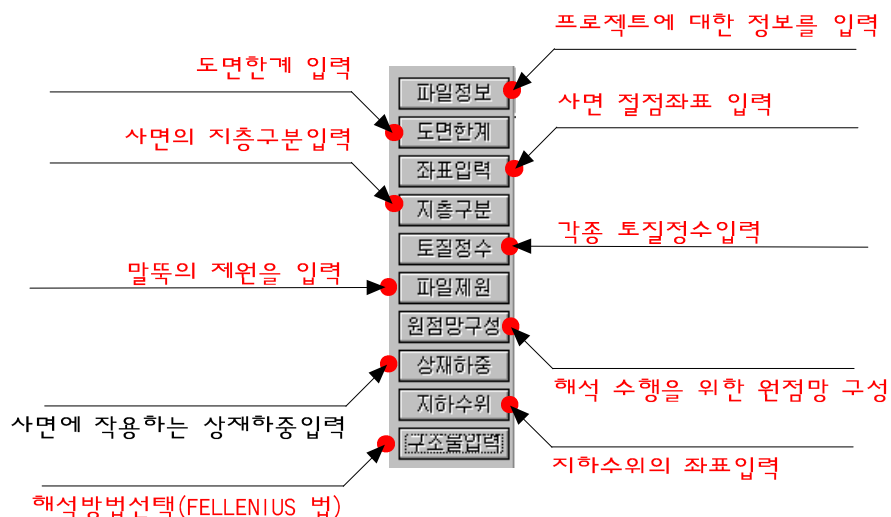 프로젝트에 대한 정보를 입력
도면한계 입력
파일정보
사면 절점좌표 입력
도면한계
사면의 지층구분입력
좌표입력
지층구분
각종 토질정수입력
토질정수
말뚝의 제원을 입력
파일제원
원점망구성
상재하중
해석 수행을 위한 원점망 구성
지하수위
사면에 작용하는 상재하중입력
구조물입력
지하수위의 좌표입력
해석방법선택(FELLENIUS 법)